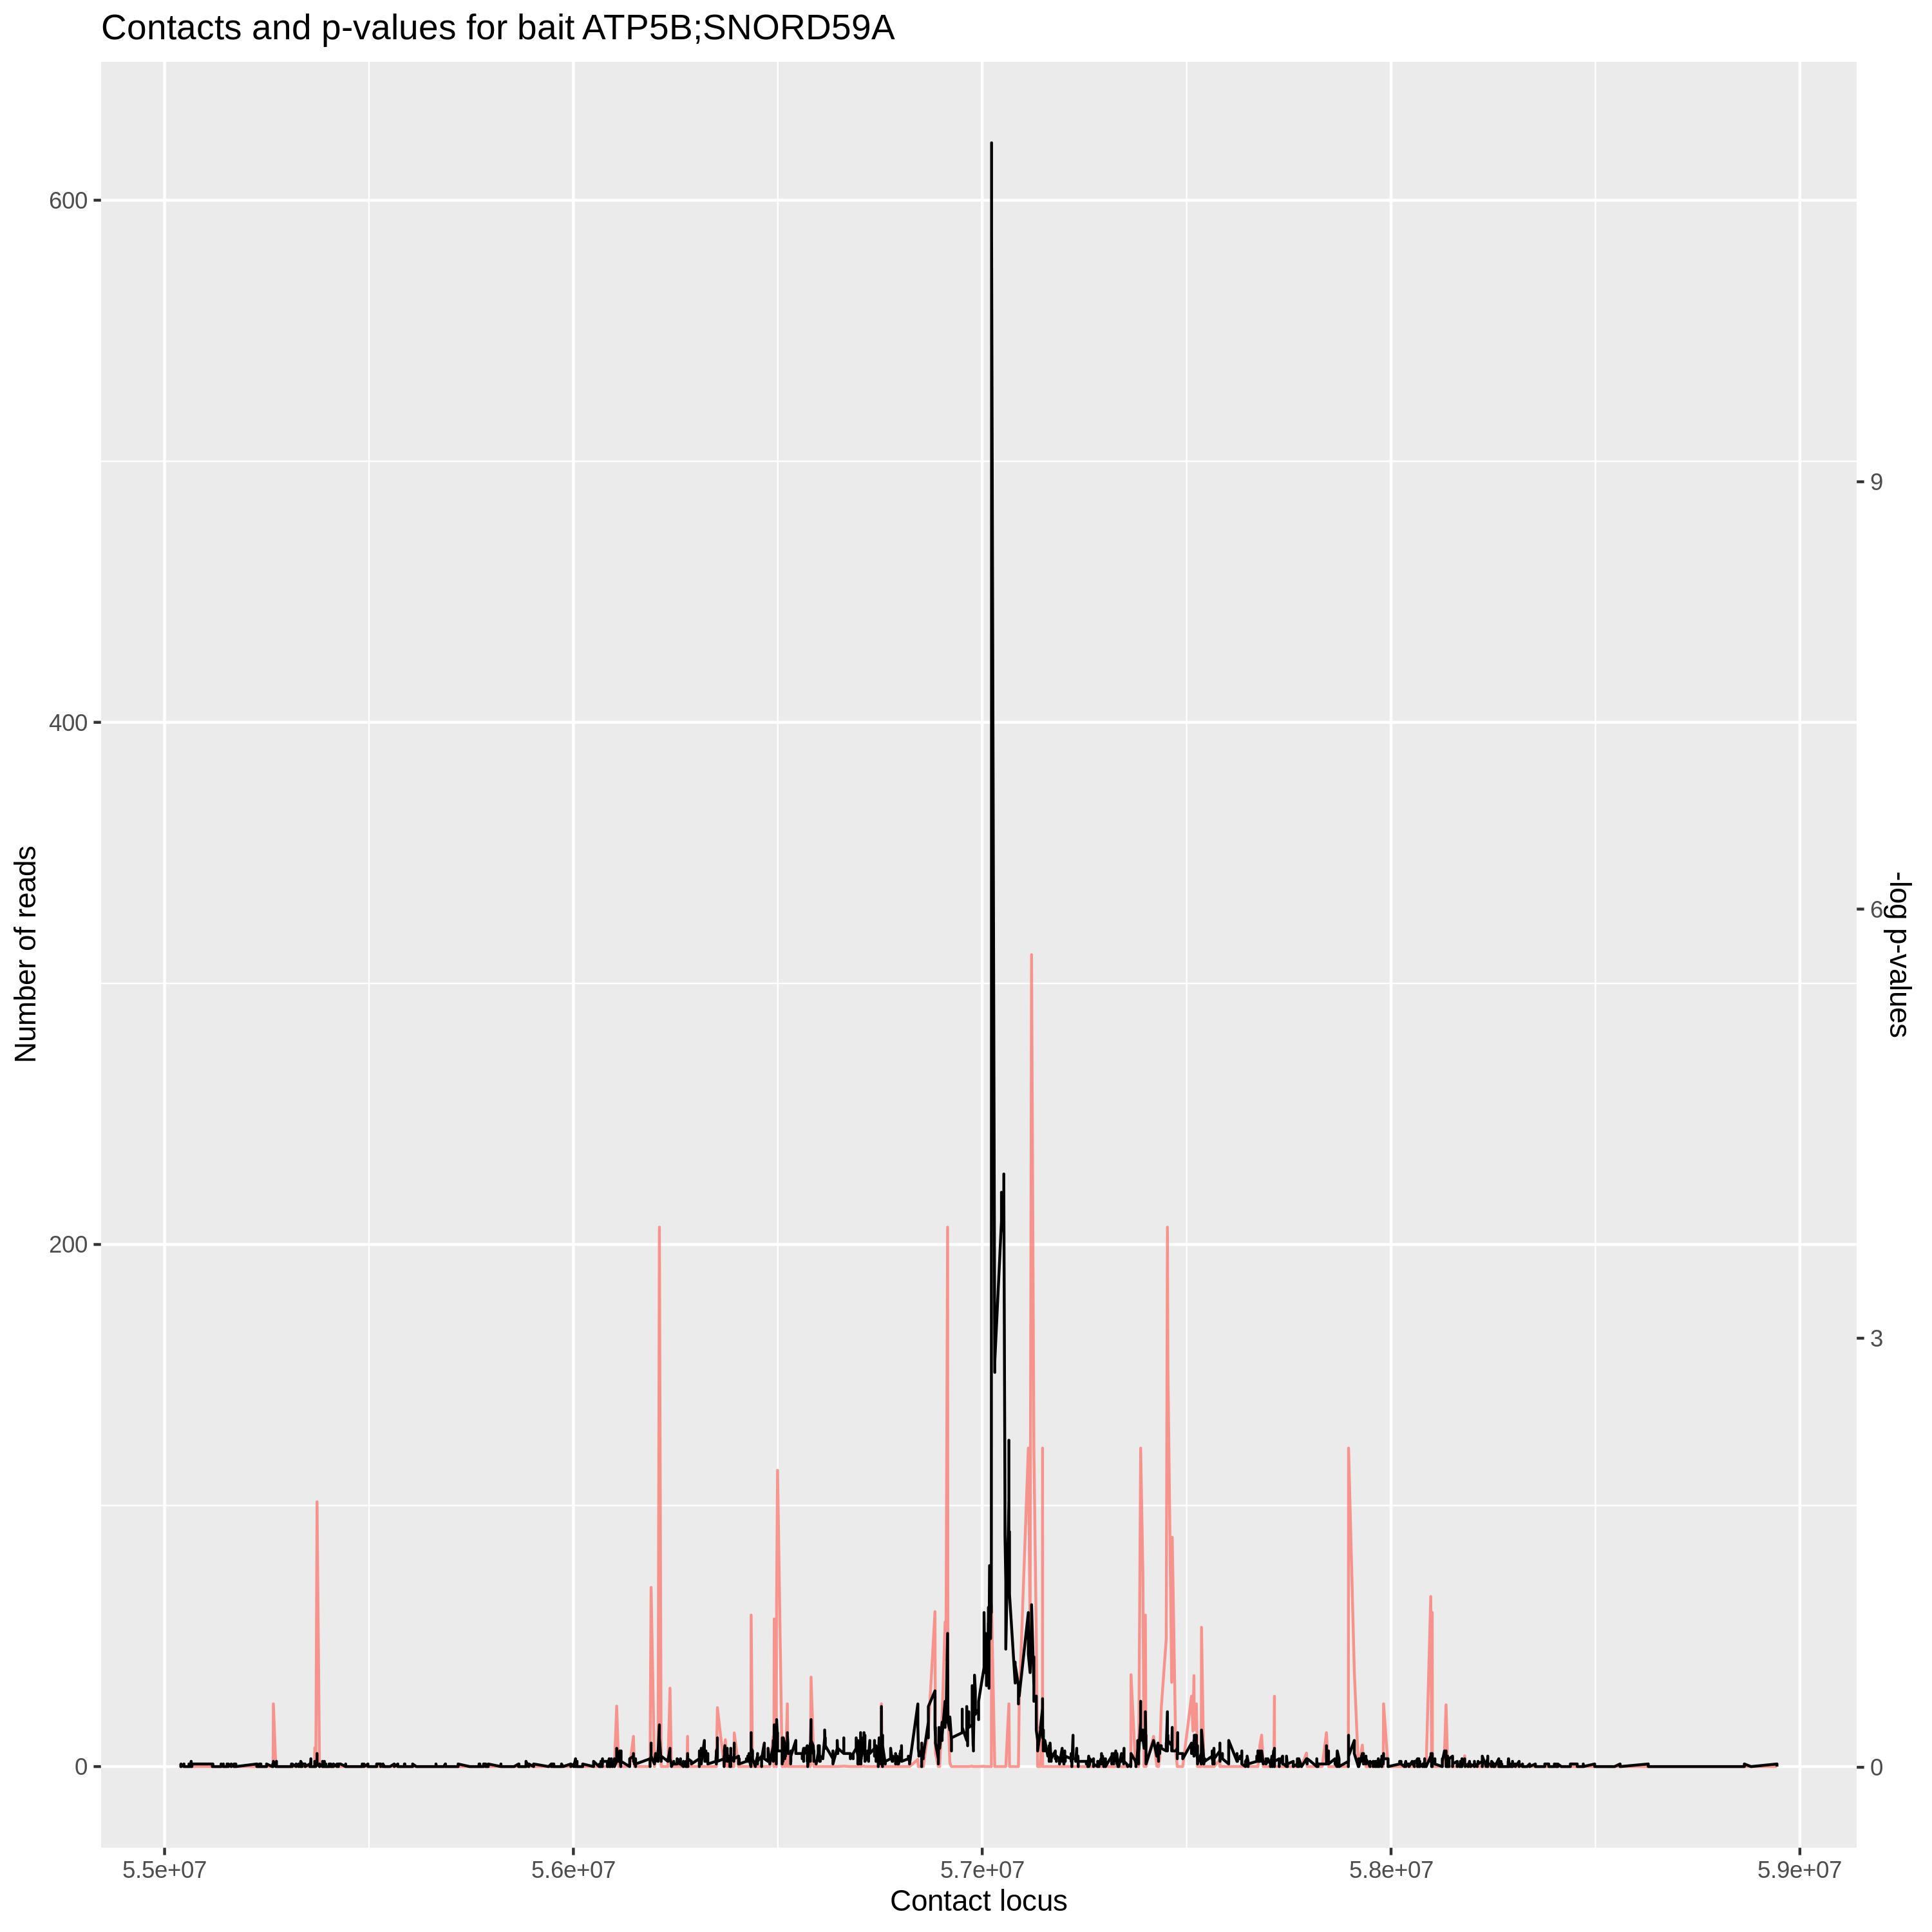 Contacts and p-values for bait ATP5B;SNORD59A
600
400
200
0
Number of reads
9
6
3
0
-log p-values
5.5e+07
5.6e+07
5.7e+07
5.8e+07
5.9e+07
Contact locus